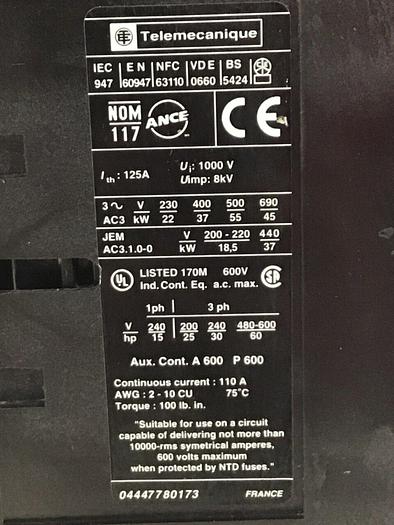 Telemecanique
IEC EN NFC VDE BS
947 60947 63110 0660 5424
NOM
117 ANCE CE
Ith : 125A Ui: 1000 V
Uimp: 8kV
3~ V 230 400 500 690
AC3 kW 22 37 55 45
JEM V 200 - 220 440
AC3.1.0-0 kW 18,5 37
UL LISTED 170M 600V SA
Ind. Cont. Eq. a.c. max.
1ph 3 ph
V 240 200 240 480-600
hp 15 25 30 60
Aux. Cont. A 600 P 600
Continuous current : 110 A
AWG : 2 - 10 CU 75°C
Torque : 100 lb. in.
"Suitable for use on a circuit
capable of delivering not more than
10000-rms symetrical amperes,
600 volts maximum
when protected by NTD fuses."
04447780173 FRANCE